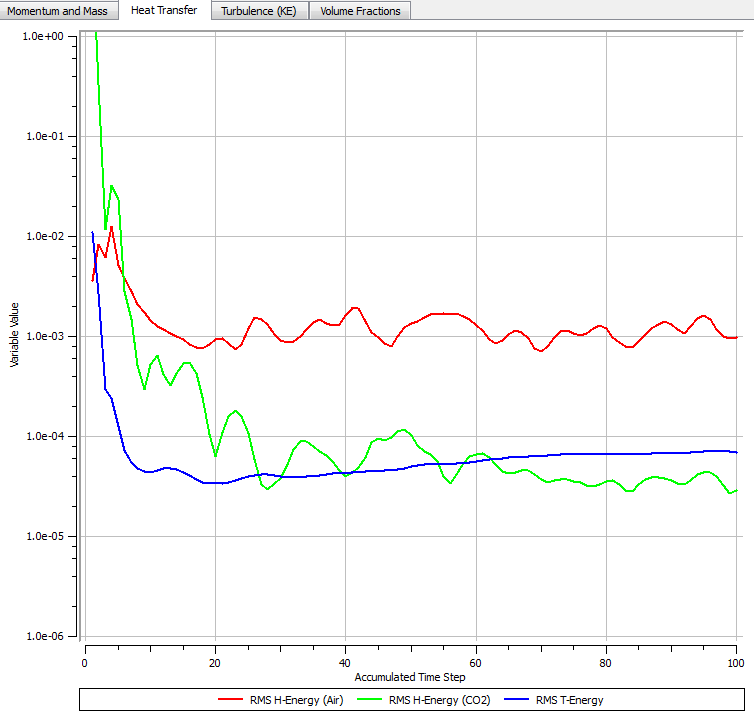 Momentum and Mass Heat Transfer Turbulence (KE) Volume Fractions
1.0e+00
1.0e-01
1.0e-02
1.0e-03
1.0e-04
1.0e-05
1.0e-06
Variable Value
0 20 40 60 80 100
Accumulated Time Step
RMS H-Energy (Air) RMS H-Energy (CO2) RMS T-Energy